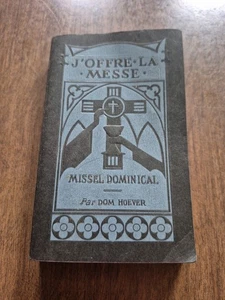 J'OFFRE·LA
·MESSE·
MISSEL DOMINICAL
Par DOM HOEVER